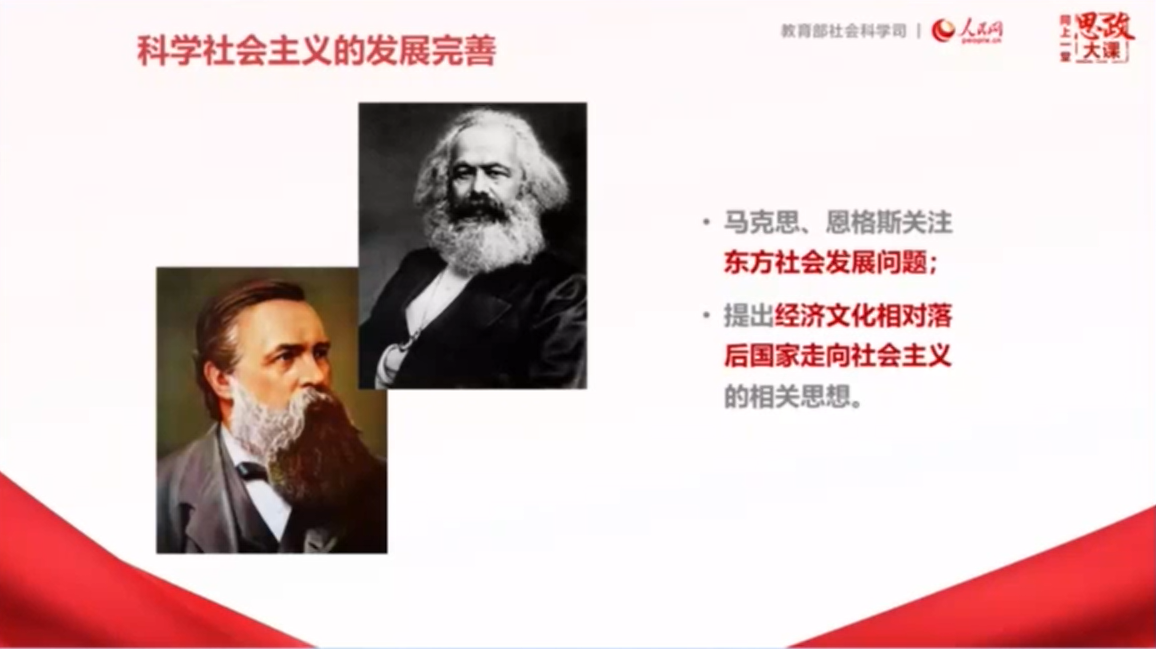 科学社会主义的发展完善
教育部社会科学司 | 人民网
people.cn
同上一堂
思政
大课
• 马克思、恩格斯关注
东方社会发展问题；
• 提出经济文化相对落
后国家走向社会主义
的相关思想。